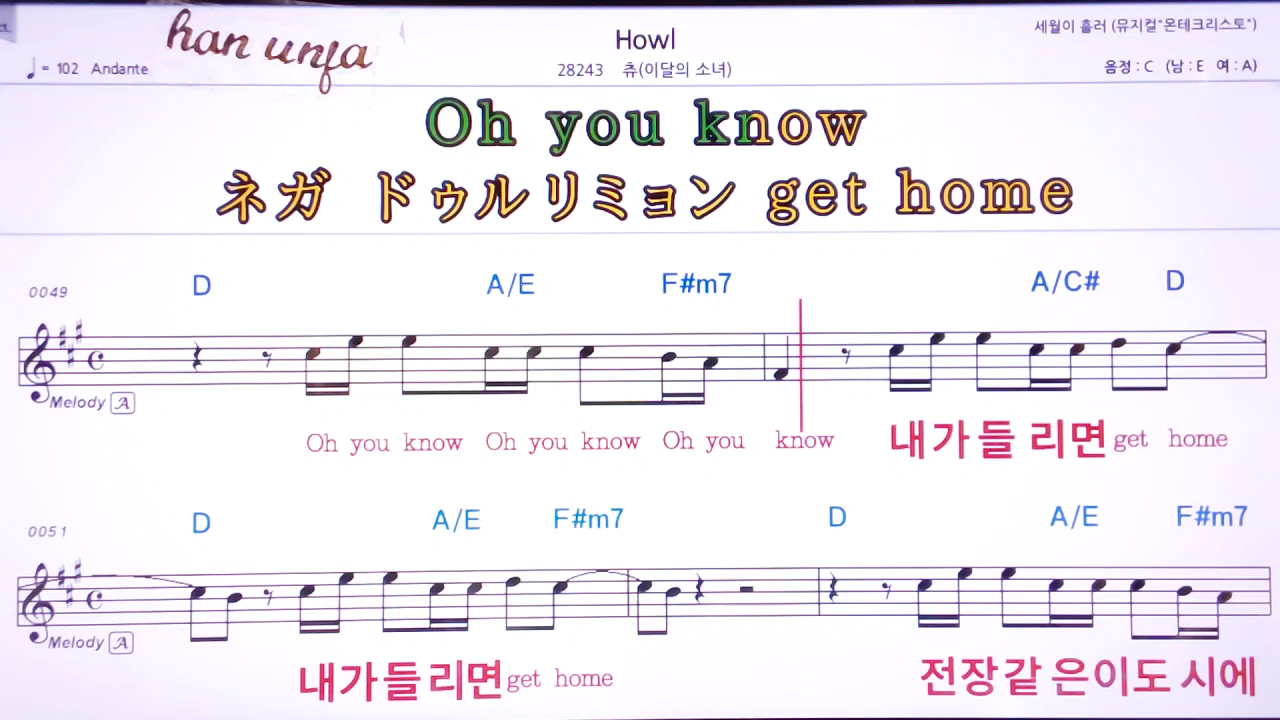 han unfa
세월이 흘러 (뮤지컬"몬테크리스토")
Howl
♩ = 102 Andante
28243 츄(이달의 소녀)
음정 : C (남 : E 여 : A)
Oh you know
ネガ ドゥルリミョン get home
0049 D A/E F#m7 A/C# D
Melody A
Oh you know Oh you know Oh you know 내가들 리면 get home
0051 D A/E F#m7 D A/E F#m7
Melody A
내가들 리면 get home 전장같 은이도 시에